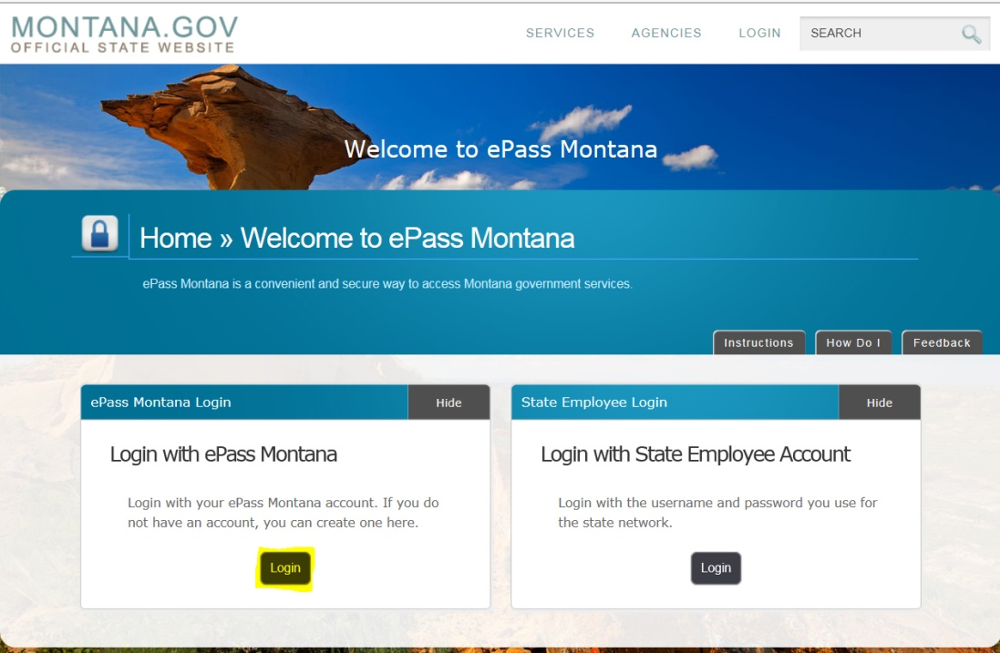 MONTANA.GOV
OFFICIAL STATE WEBSITE
SERVICES AGENCIES LOGIN SEARCH
Welcome to ePass Montana
Home » Welcome to ePass Montana
ePass Montana is a convenient and secure way to access Montana government services.
Instructions How Do I Feedback
ePass Montana Login Hide
Login with ePass Montana
Login with your ePass Montana account. If you do
not have an account, you can create one here.
Login
State Employee Login Hide
Login with State Employee Account
Login with the username and password you use for
the state network.
Login